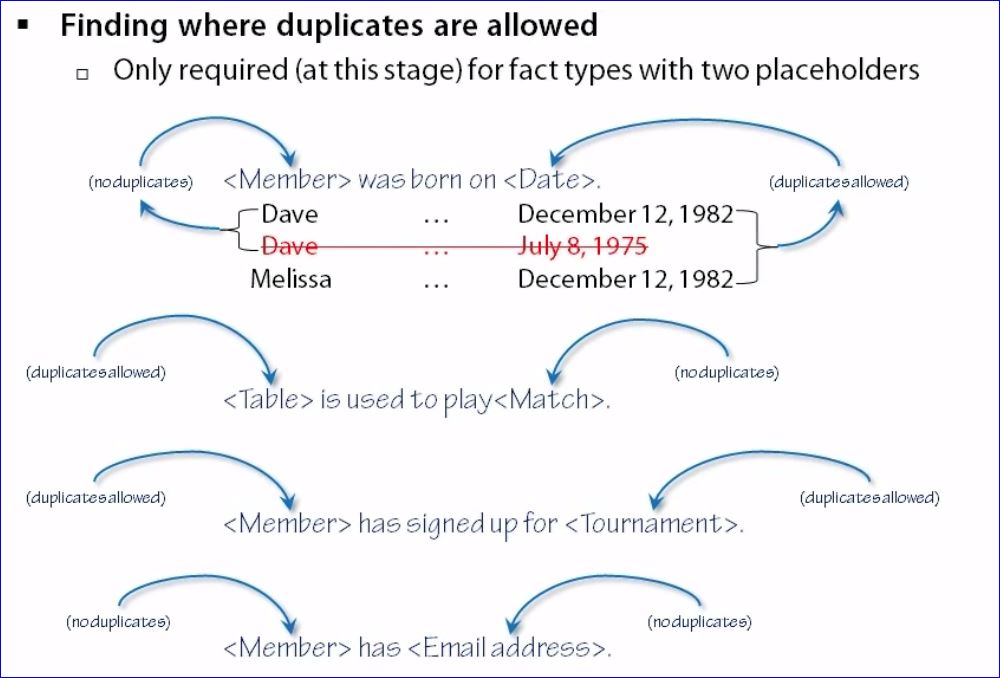 Finding where duplicates are allowed
Only required (at this stage) for fact types with two placeholders
(no duplicates) <Member> was born on <Date>. (duplicates allowed)
Dave ... December 12, 1982
Dave ... July 8, 1975
Melissa ... December 12, 1982
(duplicates allowed) (no duplicates)
<Table> is used to play<Match>.
(duplicates allowed) (duplicates allowed)
<Member> has signed up for <Tournament>.
(no duplicates) (no duplicates)
<Member> has <Email address>.